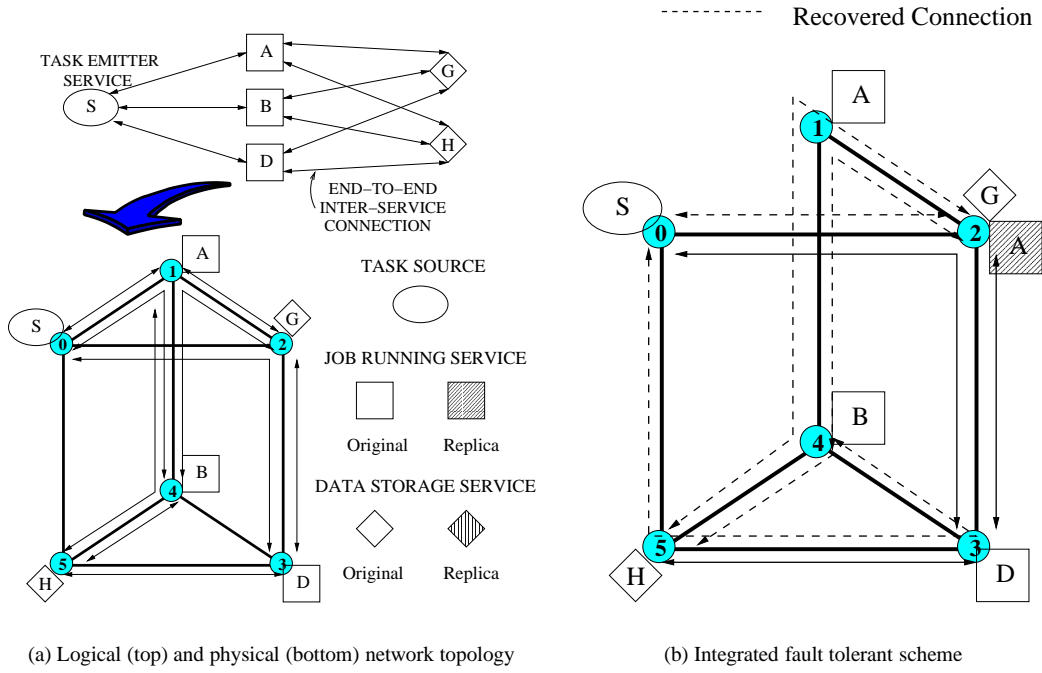 Recovered Connection
TASK EMITTER
SERVICE
S
A
B
D
G
H
END–TO–END
INTER–SERVICE
CONNECTION
A
1
S
0
G
2
B
4
5
H
3
D
TASK SOURCE
JOB RUNNING SERVICE
Original
Replica
DATA STORAGE SERVICE
Original
Replica
A
1
S
0
G
2
A
B
4
5
H
3
D
(a) Logical (top) and physical (bottom) network topology
(b) Integrated fault tolerant scheme